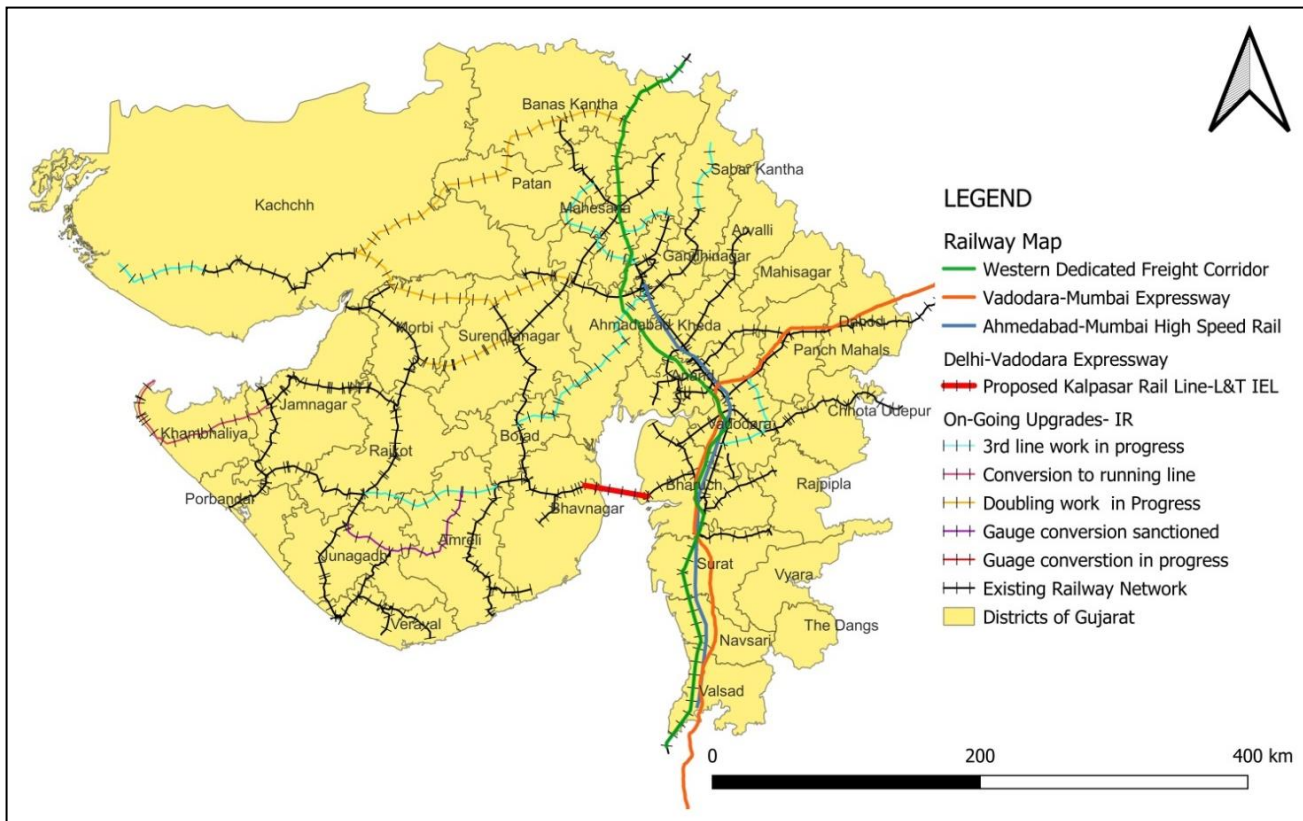 Banas Kantha
Patan
Sabar Kantha
Kachchh
Mahesana
Arvalli
Gandhinagar
Mahisagar
Morbi
Surendranagar
Ahmadabad
Kheda
Dahod
Panch Mahals
Anand
Jamnagar
Khambhaliya
Chhota Udepur
Vadodara
Botad
Rajkot
Porbandar
Bharuch
Rajpipla
Bhavnagar
Amreli
Junagadh
Surat
Vyara
Veraval
The Dangs
Navsari
Valsad
LEGEND
Railway Map
Western Dedicated Freight Corridor
Vadodara-Mumbai Expressway
Ahmedabad-Mumbai High Speed Rail
Delhi-Vadodara Expressway
Proposed Kalpasar Rail Line-L&T IEL
On-Going Upgrades- IR
3rd line work in progress
Conversion to running line
Doubling work in Progress
Gauge conversion sanctioned
Guage converstion in progress
Existing Railway Network
Districts of Gujarat
0 200 400 km